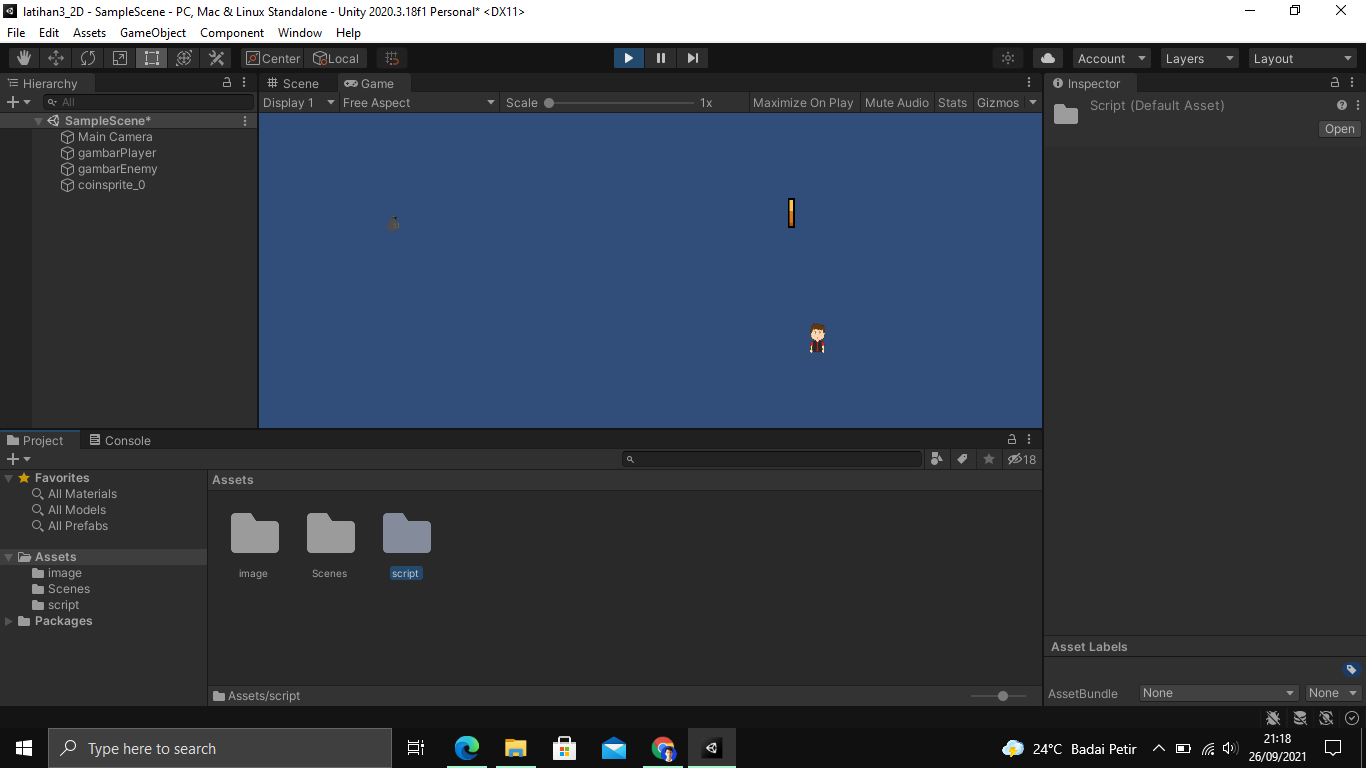 latihan3_2D - SampleScene - PC, Mac & Linux Standalone - Unity 2020.3.18f1 Personal* <DX11>
File Edit Assets GameObject Component Window Help
Center Local Account Layers Layout
Hierarchy Scene Game Inspector
All Display 1 Free Aspect Scale 1x Maximize On Play Mute Audio Stats Gizmos Script (Default Asset)
SampleScene*
Open
Main Camera
gambarPlayer
gambarEnemy
coinsprite_0
Project Console
18
Favorites Assets
All Materials
All Models
All Prefabs
Assets
image
Scenes
script
Packages
image Scenes script
Asset Labels
Assets/script
AssetBundle None None
Type here to search
24°C Badai Petir
21:18
26/09/2021